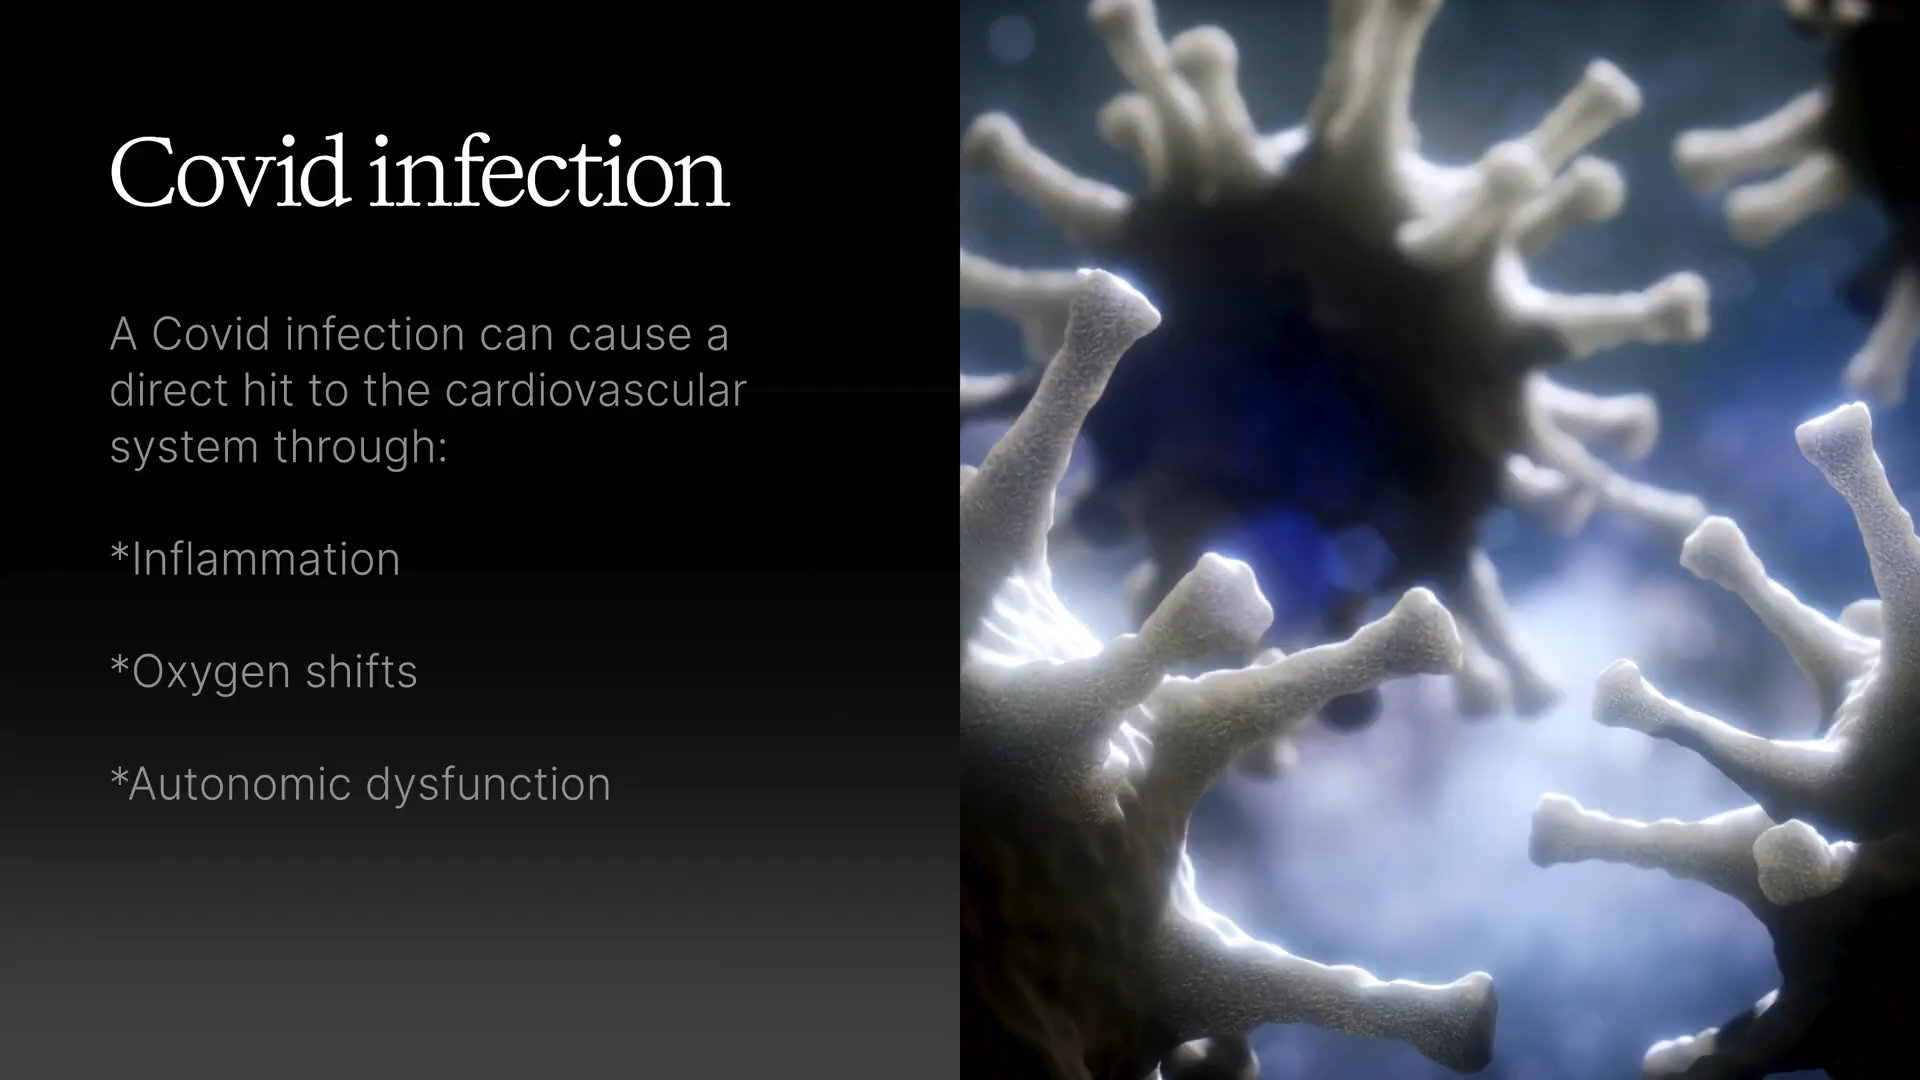 Covid infection
A Covid infection can cause a
direct hit to the cardiovascular
system through:
*Inflammation
*Oxygen shifts
*Autonomic dysfunction